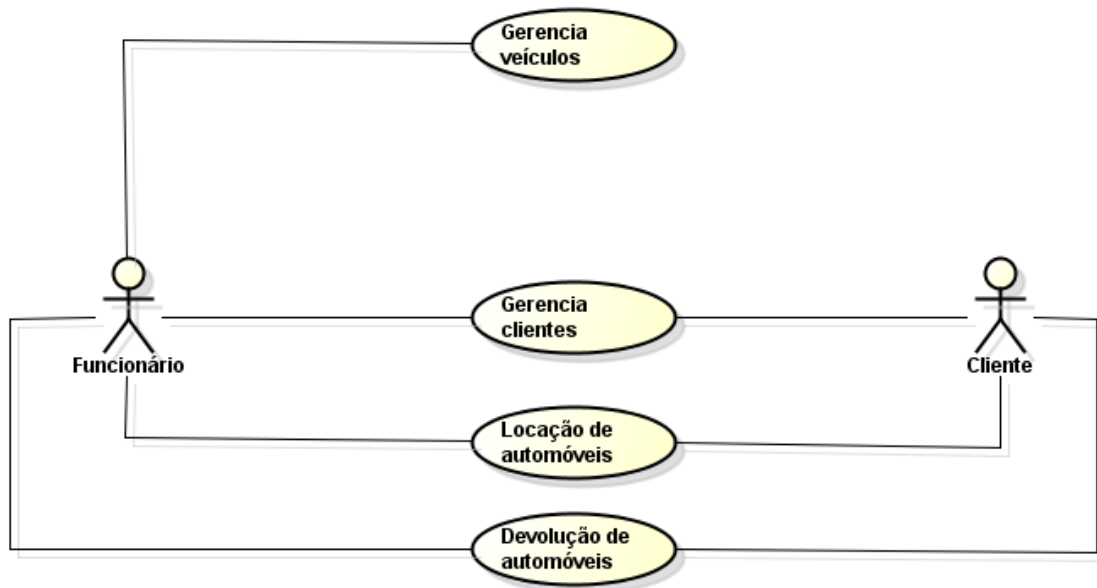 Gerencia
veículos
Gerencia
clientes
Funcionário
Cliente
Locação de
automóveis
Devolução de
automóveis